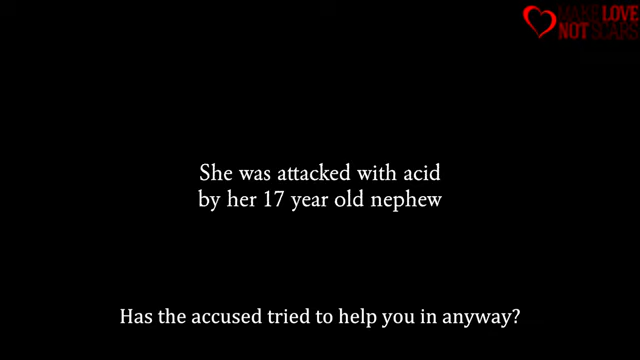 MAKE LOVE
NOT SCARS
She was attacked with acid
by her 17 year old nephew
Has the accused tried to help you in anyway?